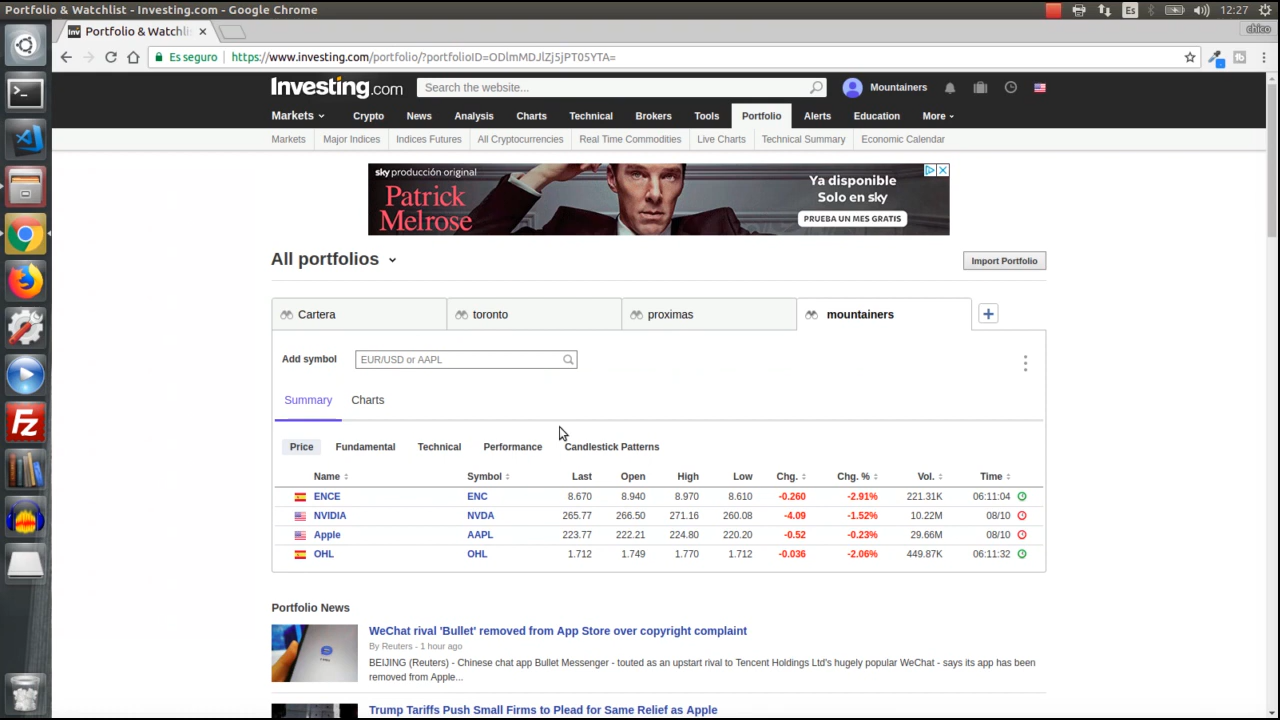 Portfolio & Watchlist - Investing.com - Google Chrome
Es
12:27
Portfolio & Watchli
chico
Es seguro
https://www.investing.com/portfolio/?portfolioID=ODlmMDJlZj5jPT05YTA=
Investing.com
Search the website...
Mountainers
Markets
Crypto
News
Analysis
Charts
Technical
Brokers
Tools
Portfolio
Alerts
Education
More
Markets
Major Indices
Indices Futures
All Cryptocurrencies
Real Time Commodities
Live Charts
Technical Summary
Economic Calendar
sky producción original
Patrick
Melrose
Ya disponible
Solo en sky
PRUEBA UN MES GRATIS
All portfolios
Import Portfolio
Cartera
toronto
proximas
mountainers
+
Add symbol
EUR/USD or AAPL
Summary
Charts
Price
Fundamental
Technical
Performance
Candlestick Patterns
Name Symbol Last Open High Low Chg. Chg. % Vol. Time
ENCE ENC 8.670 8.940 8.970 8.610 -0.260 -2.91% 221.31K 06:11:04
NVIDIA NVDA 265.77 266.50 271.16 260.08 -4.09 -1.52% 10.22M 08/10
Apple AAPL 223.77 222.21 224.80 220.20 -0.52 -0.23% 29.66M 08/10
OHL OHL 1.712 1.749 1.770 1.712 -0.036 -2.06% 449.87K 06:11:32
Portfolio News
WeChat rival 'Bullet' removed from App Store over copyright complaint
By Reuters - 1 hour ago
BEIJING (Reuters) - Chinese chat app Bullet Messenger - touted as an upstart rival to Tencent Holdings Ltd's hugely popular WeChat - says its app has been
removed from Apple...
Trump Tariffs Push Small Firms to Plead for Same Relief as Apple